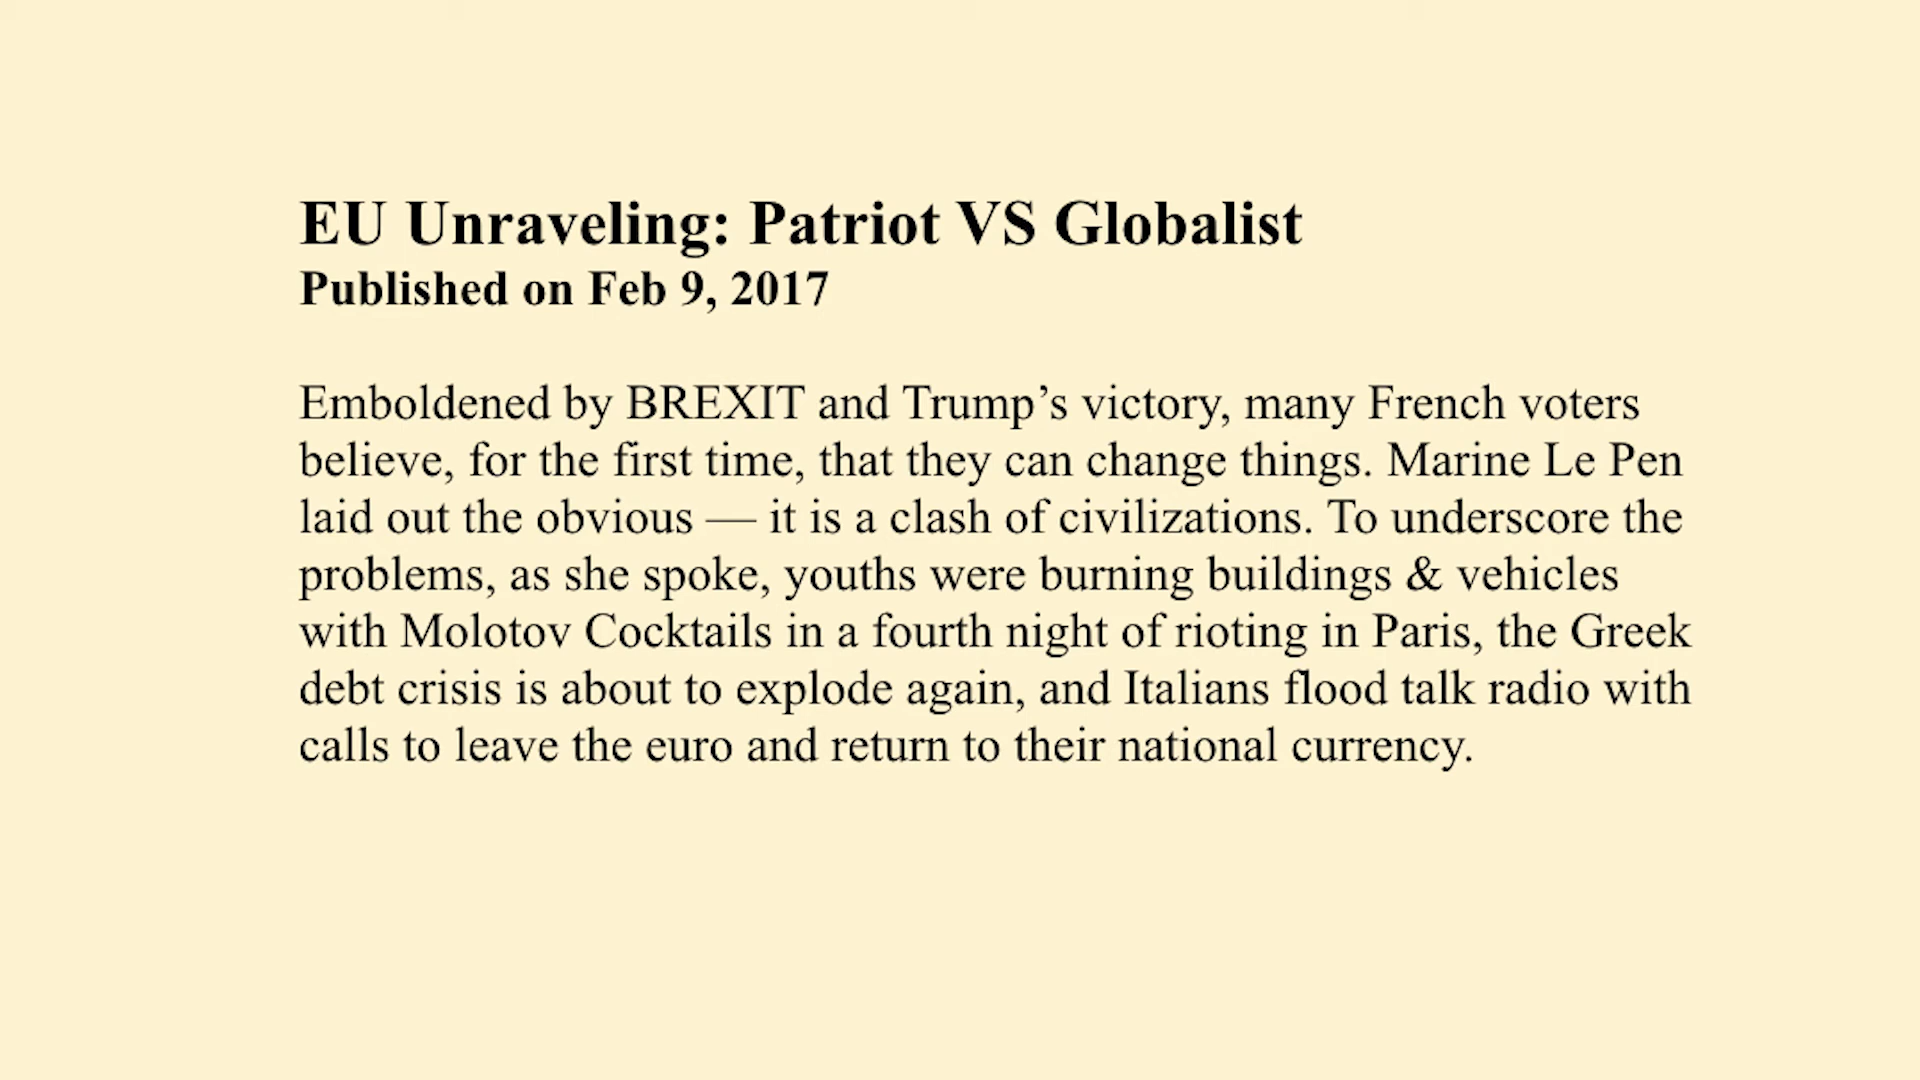 EU Unraveling: Patriot VS Globalist
Published on Feb 9, 2017
Emboldened by BREXIT and Trump’s victory, many French voters
believe, for the first time, that they can change things. Marine Le Pen
laid out the obvious — it is a clash of civilizations. To underscore the
problems, as she spoke, youths were burning buildings & vehicles
with Molotov Cocktails in a fourth night of rioting in Paris, the Greek
debt crisis is about to explode again, and Italians flood talk radio with
calls to leave the euro and return to their national currency.